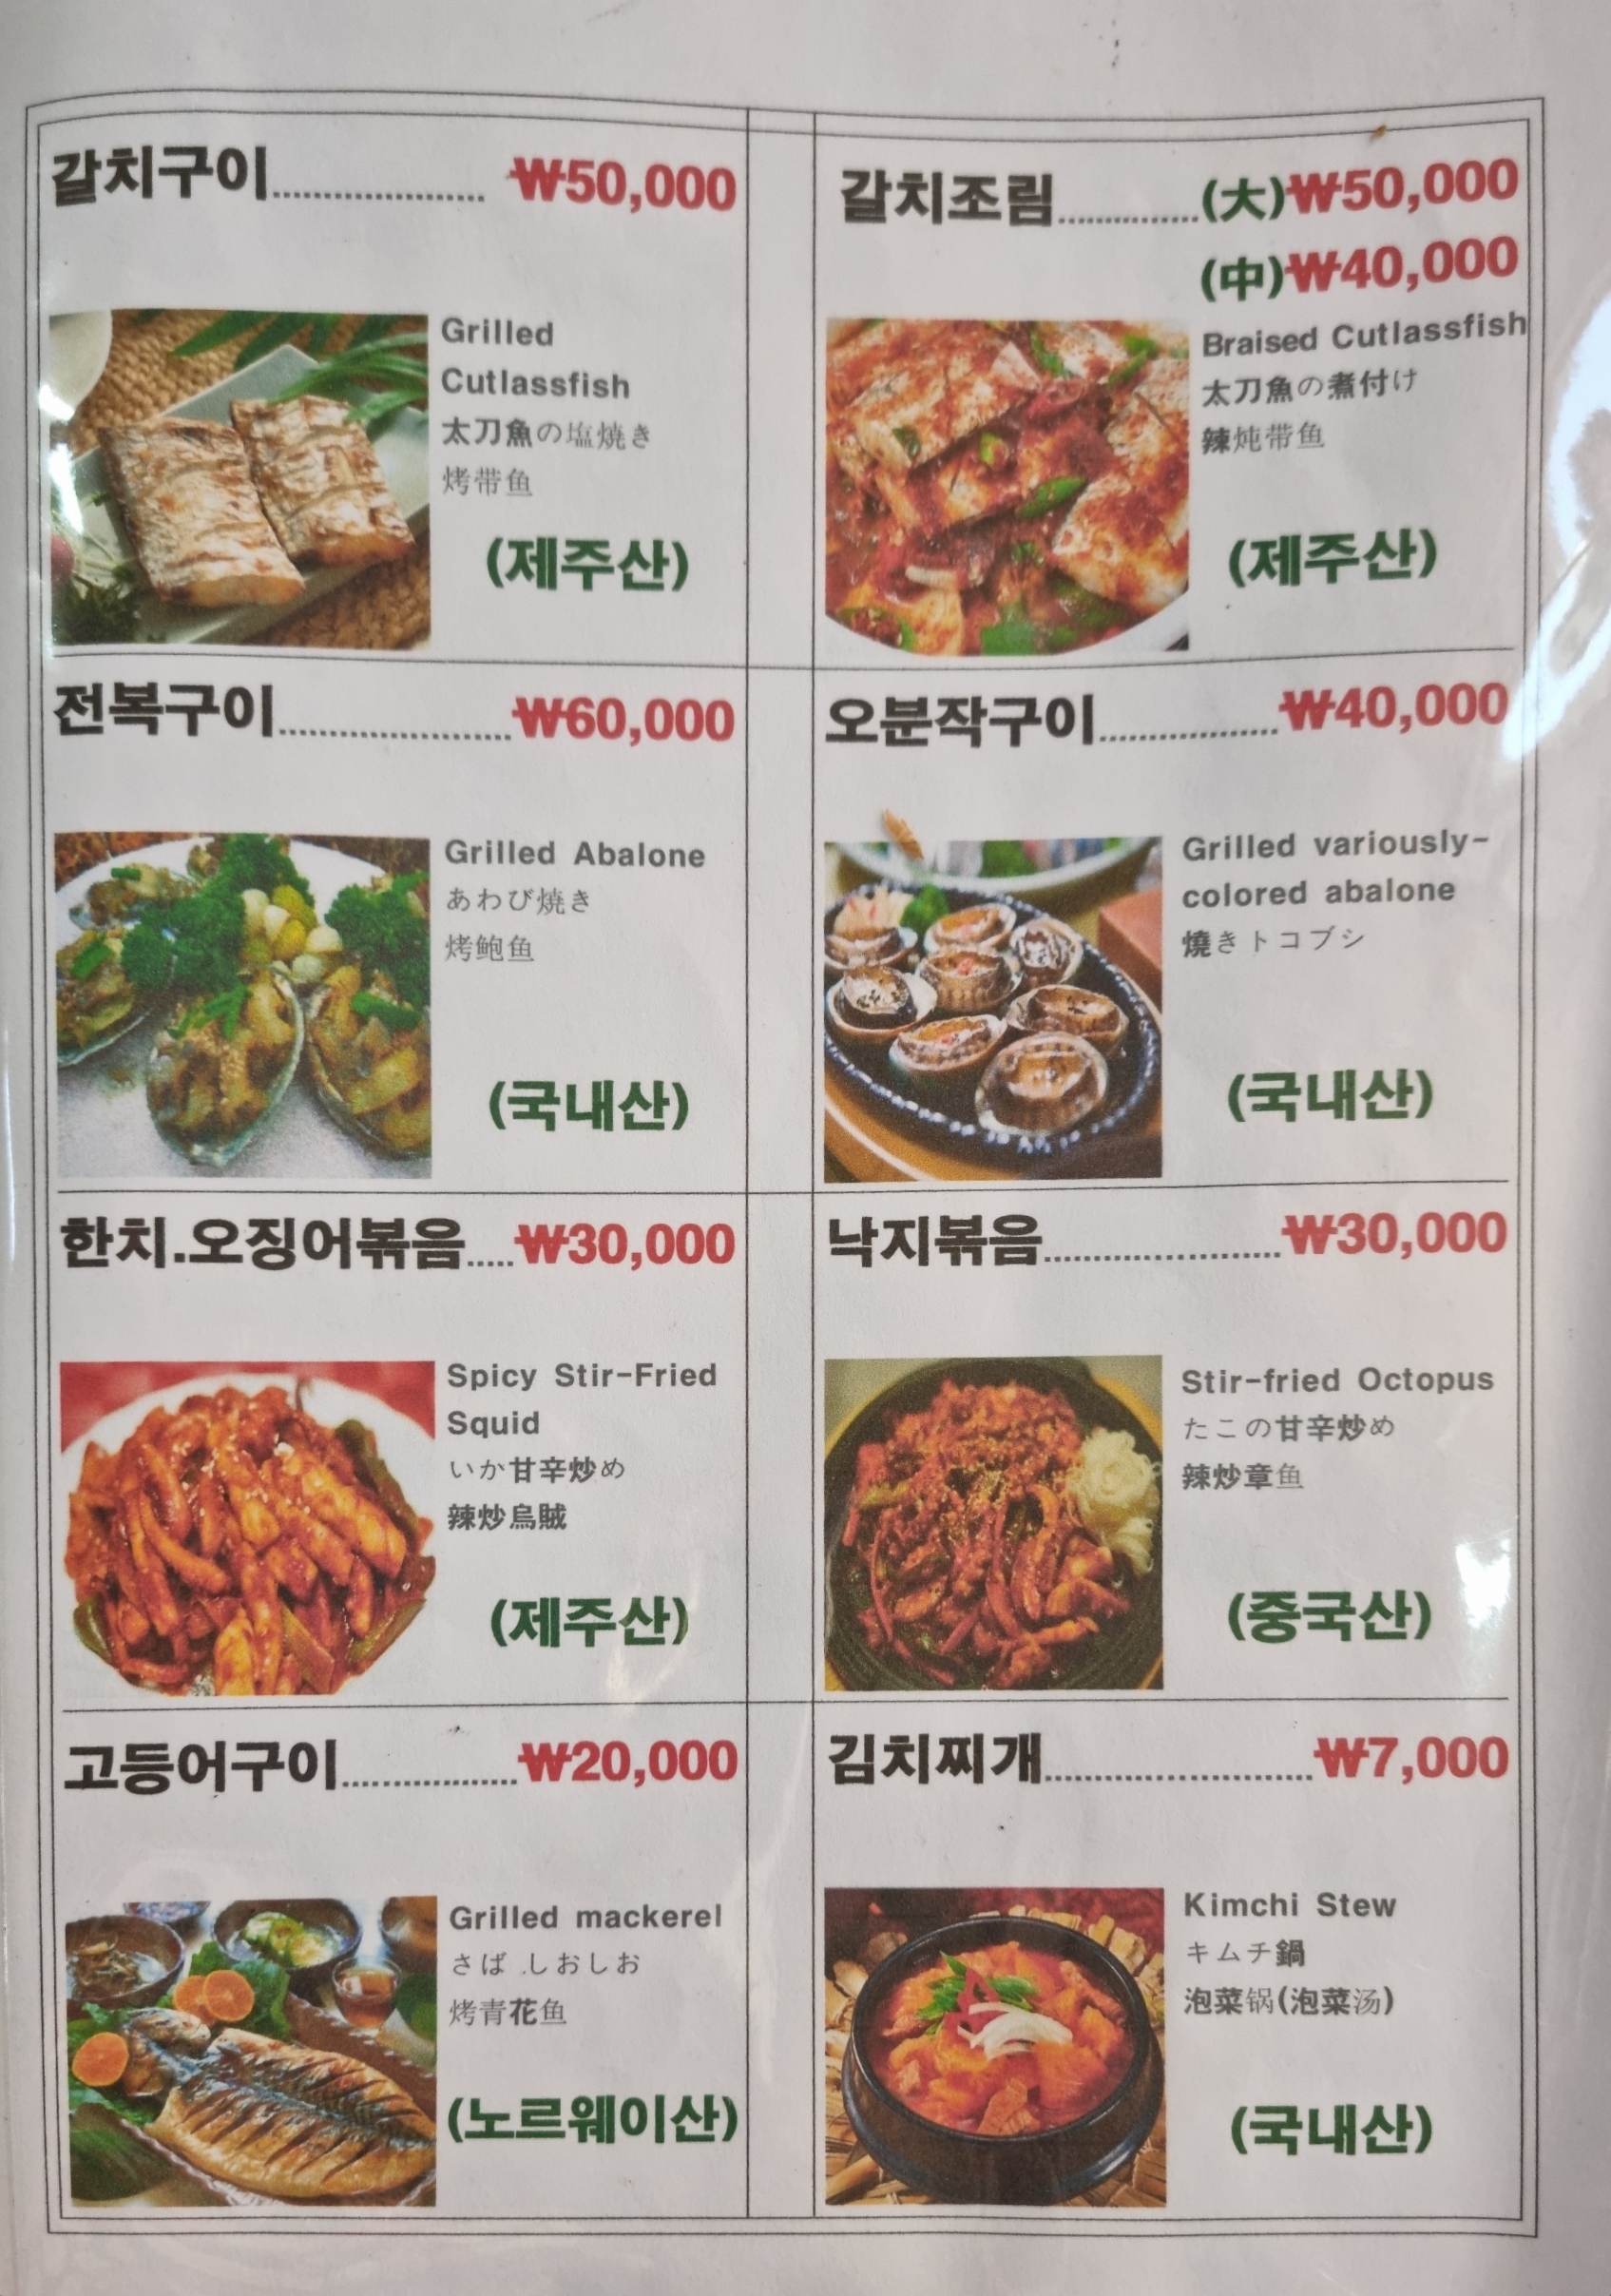 갈치구이.................... ₩50,000
Grilled
Cutlassfish
太刀魚の塩焼き
烤带鱼
(제주산)
갈치조림.............(大)₩50,000
(中)₩40,000
Braised Cutlassfish
太刀魚の煮付け
辣炖带鱼
(제주산)
전복구이......................₩60,000
Grilled Abalone
あわび焼き
烤鲍鱼
(국내산)
오분작구이.................₩40,000
Grilled variously-
colored abalone
燒きトコブシ
(국내산)
한치.오징어볶음.....₩30,000
Spicy Stir-Fried
Squid
いか甘辛炒め
辣炒烏賊
(제주산)
낙지볶음.......................₩30,000
Stir-fried Octopus
たこの甘辛炒め
辣炒章鱼
(중국산)
고등어구이.................₩20,000
Grilled mackerel
さば しおしお
烤青花鱼
(노르웨이산)
김치찌개..........................₩7,000
Kimchi Stew
キムチ鍋
泡菜锅(泡菜汤)
(국내산)